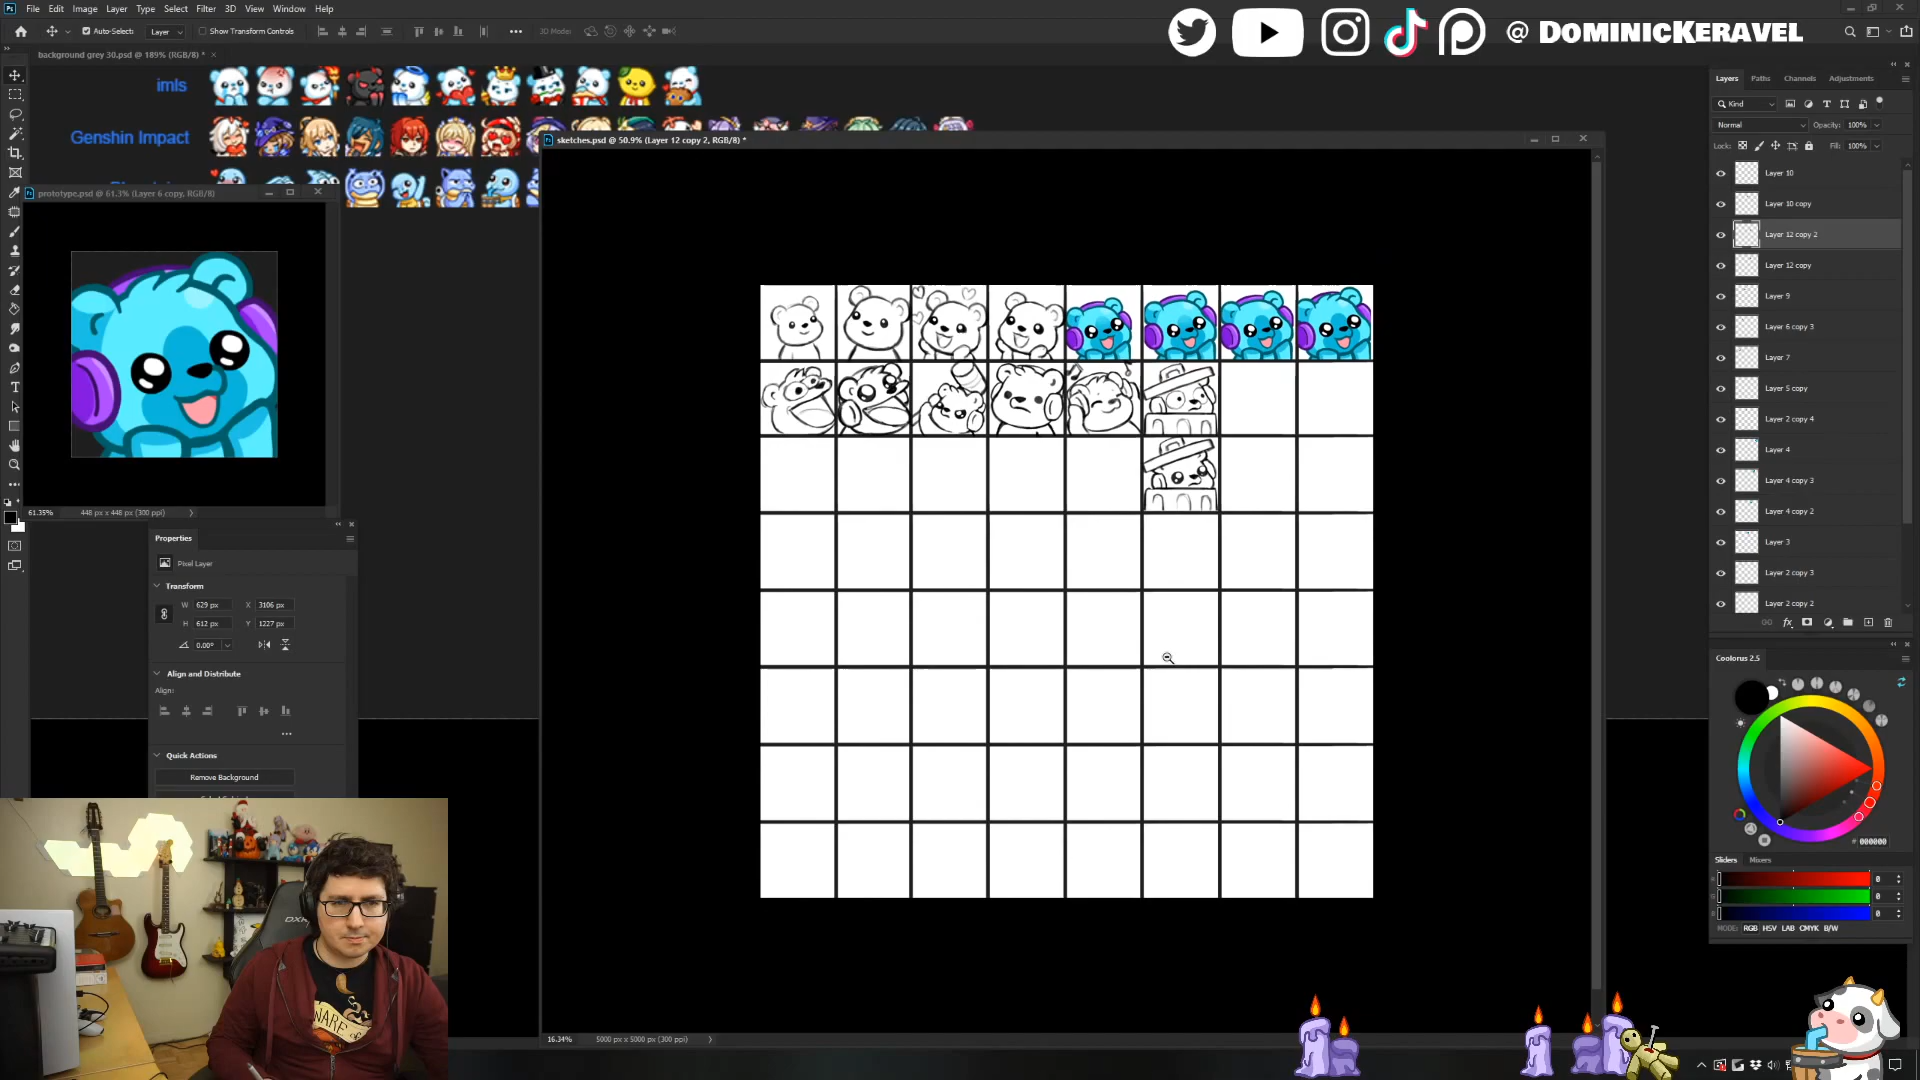 Ps File Edit Image Layer Type Select Filter 3D View Window Help
Auto-Select: Layer Show Transform Controls 3D Mode:
@ DominicKeravel
background grey 30.psd @ 189% (RGB/8) *
imls
Genshin Impact
sketches.psd @ 50.9% (Layer 12 copy 2, RGB/8) *
prototype.psd @ 61.3% (Layer 6 copy, RGB/8)
61.35% 448 px x 448 px (300 ppi)
Properties
Pixel Layer
Transform
W 629 px X 3106 px
H 612 px Y 1227 px
0.00°
Align and Distribute
Align:
Quick Actions
Remove Background
16.34% 5000 px x 5000 px (300 ppi)
Layers Paths Channels Adjustments
Kind
Normal Opacity: 100%
Lock: Fill: 100%
Layer 10
Layer 10 copy
Layer 12 copy 2
Layer 12 copy
Layer 9
Layer 6 copy 3
Layer 7
Layer 5 copy
Layer 2 copy 4
Layer 4
Layer 4 copy 3
Layer 4 copy 2
Layer 3
Layer 2 copy 3
Layer 2 copy 2
Coolorus 2.5
# 000000
Sliders Mixers
R 0
G 0
B 0
MODE: RGB HSV LAB CMYK B/W